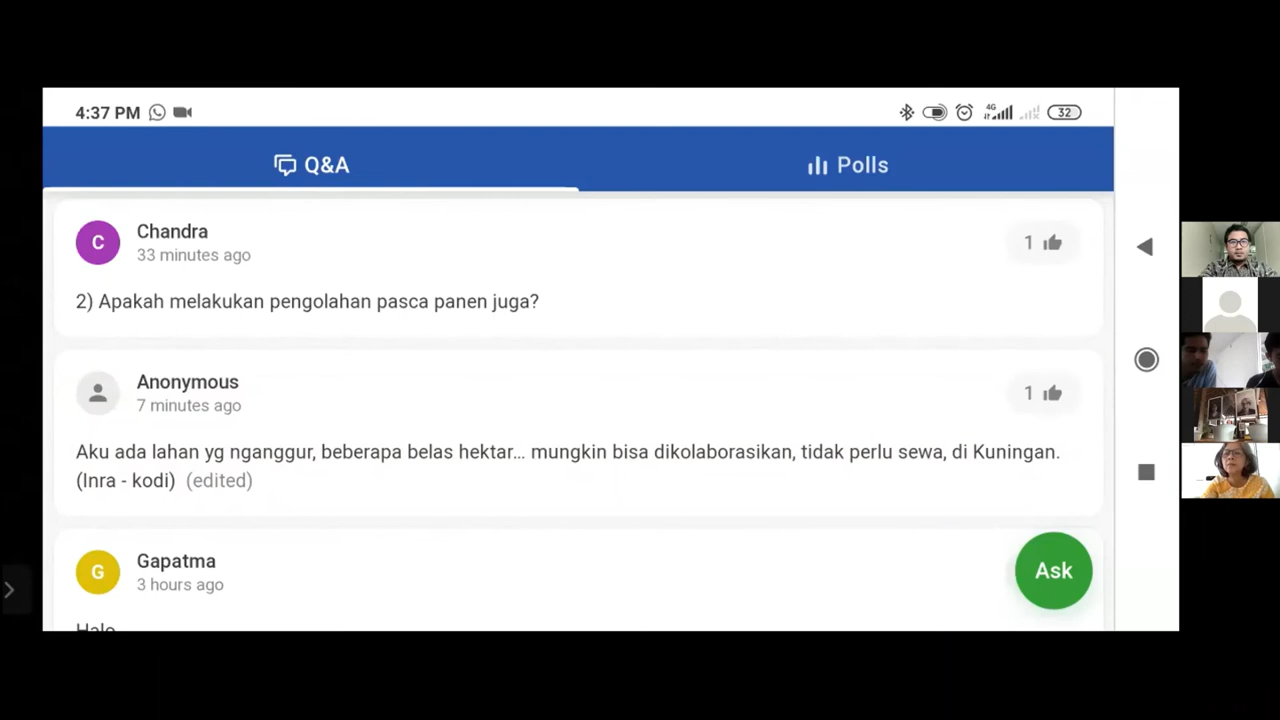 4:37 PM
4G
32
Q&A
Polls
C
Chandra
33 minutes ago
1
2) Apakah melakukan pengolahan pasca panen juga?
Anonymous
7 minutes ago
1
Aku ada lahan yg nganggur, beberapa belas hektar... mungkin bisa dikolaborasikan, tidak perlu sewa, di Kuningan.
(Inra - kodi) (edited)
G
Gapatma
3 hours ago
Ask
Halo